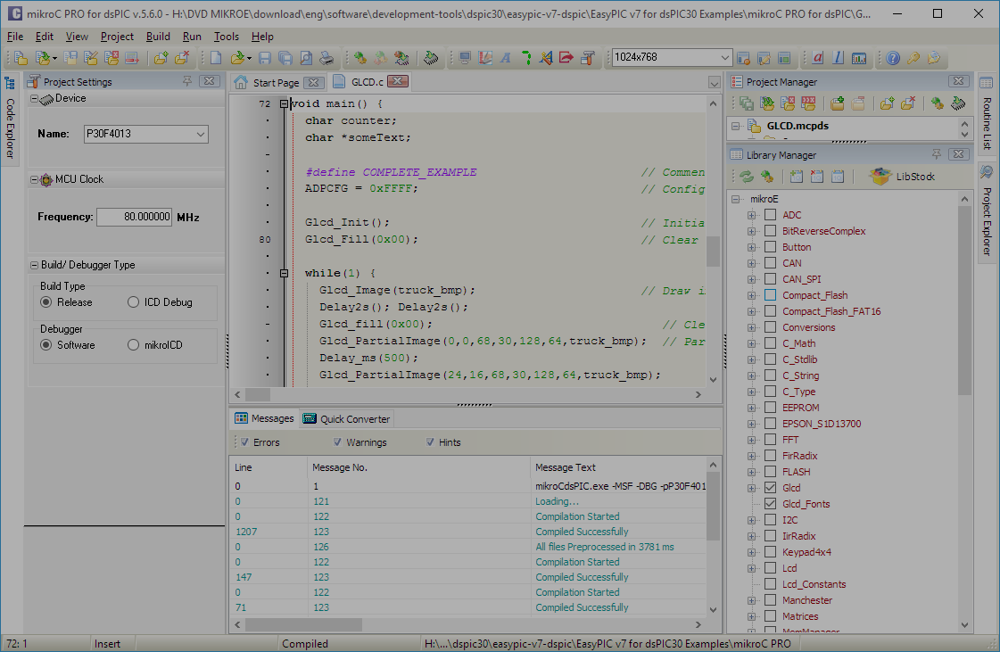 mikroC PRO for dsPIC v.5.6.0 - H:\DVD MIKROE\download\eng\software\development-tools\dspic30\easypic-v7-dspic\EasyPIC v7 for dsPIC30 Examples\mikroC PRO for dsPIC\G...
File Edit View Project Build Run Tools Help
1024x768
Code Explorer
Project Settings
Device
Name: P30F4013
MCU Clock
Frequency: 80.000000 MHz
Build/ Debugger Type
Build Type
Release ICD Debug
Debugger
Software mikroICD
Start Page GLCD.c
72 void main() {
char counter;
char *someText;
#define COMPLETE_EXAMPLE // Commen
ADPCFG = 0xFFFF; // Config
Glcd_Init(); // Initia
80 Glcd_Fill(0x00); // Clear
while(1) {
Glcd_Image(truck_bmp); // Draw i
Delay2s(); Delay2s();
Glcd_fill(0x00); // Cle
Glcd_PartialImage(0,0,68,30,128,64,truck_bmp); // Par
Delay_ms(500);
Glcd_PartialImage(24,16,68,30,128,64,truck_bmp);
Messages Quick Converter
Errors Warnings Hints
Line Message No. Message Text
0 1 mikroCdsPIC.exe -MSF -DBG -pP30F401
0 121 Loading...
0 122 Compilation Started
1207 123 Compiled Successfully
0 126 All files Preprocessed in 3781 ms
0 122 Compilation Started
147 123 Compiled Successfully
0 122 Compilation Started
71 123 Compiled Successfully
Project Manager
GLCD.mcpds
Library Manager
LibStock
mikroE
ADC
BitReverseComplex
Button
CAN
CAN_SPI
Compact_Flash
Compact_Flash_FAT16
Conversions
C_Math
C_Stdlib
C_String
C_Type
EEPROM
EPSON_S1D13700
FFT
FirRadix
FLASH
Glcd
Glcd_Fonts
I2C
IirRadix
Keypad4x4
Lcd
Lcd_Constants
Manchester
Matrices
MemManager
Routine List
Project Explorer
72: 1 Insert Compiled H:\...\dspic30\easypic-v7-dspic\EasyPIC v7 for dsPIC30 Examples\mikroC PRO